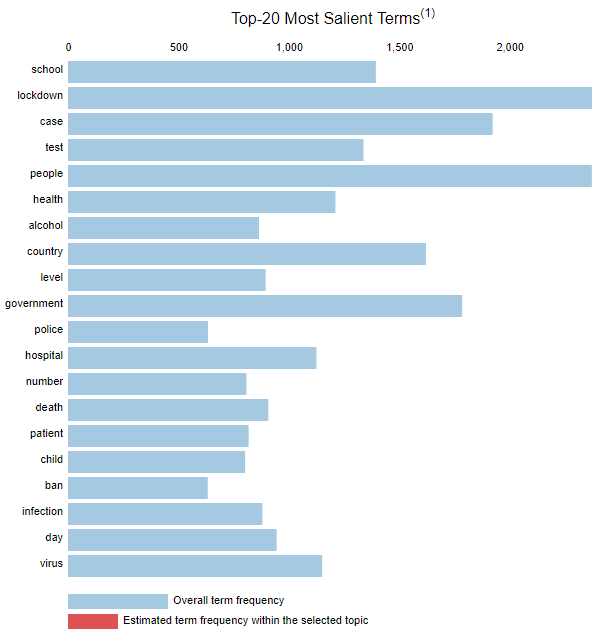 Top-20 Most Salient Terms(1)
0 500 1,000 1,500 2,000
school
lockdown
case
test
people
health
alcohol
country
level
government
police
hospital
number
death
patient
child
ban
infection
day
virus
Overall term frequency
Estimated term frequency within the selected topic